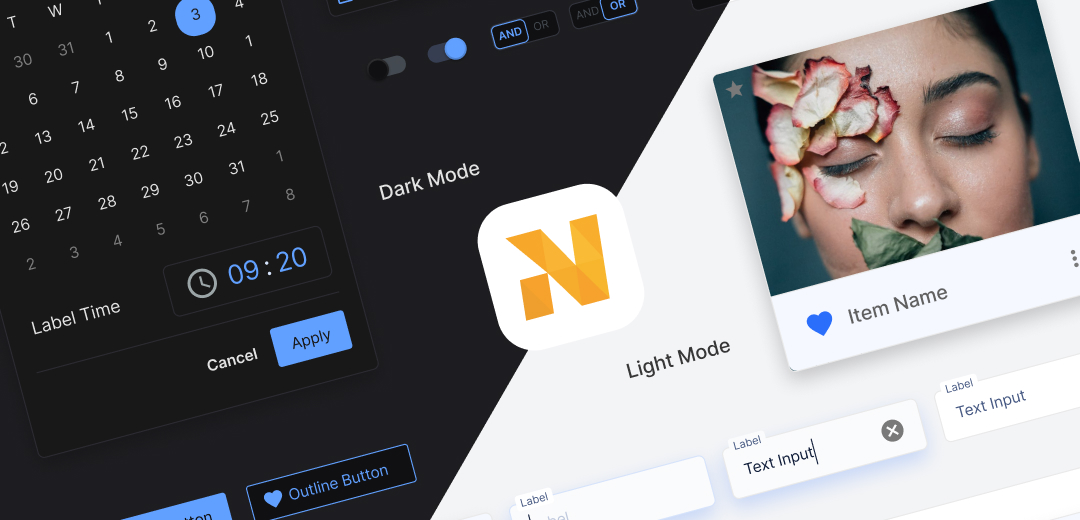 T W
30 31 1 2 3 4
6 7 8 9 10 1
12 13 14 15 16 17 18
19 20 21 22 23 24 25
26 27 28 29 30 31 1
2 3 4 5 6 7 8
Label Time
09 : 20
Cancel
Apply
Outline Button
AND OR
AND OR
Dark Mode
Light Mode
Item Name
Label
Label
Text Input
Label
Text Input